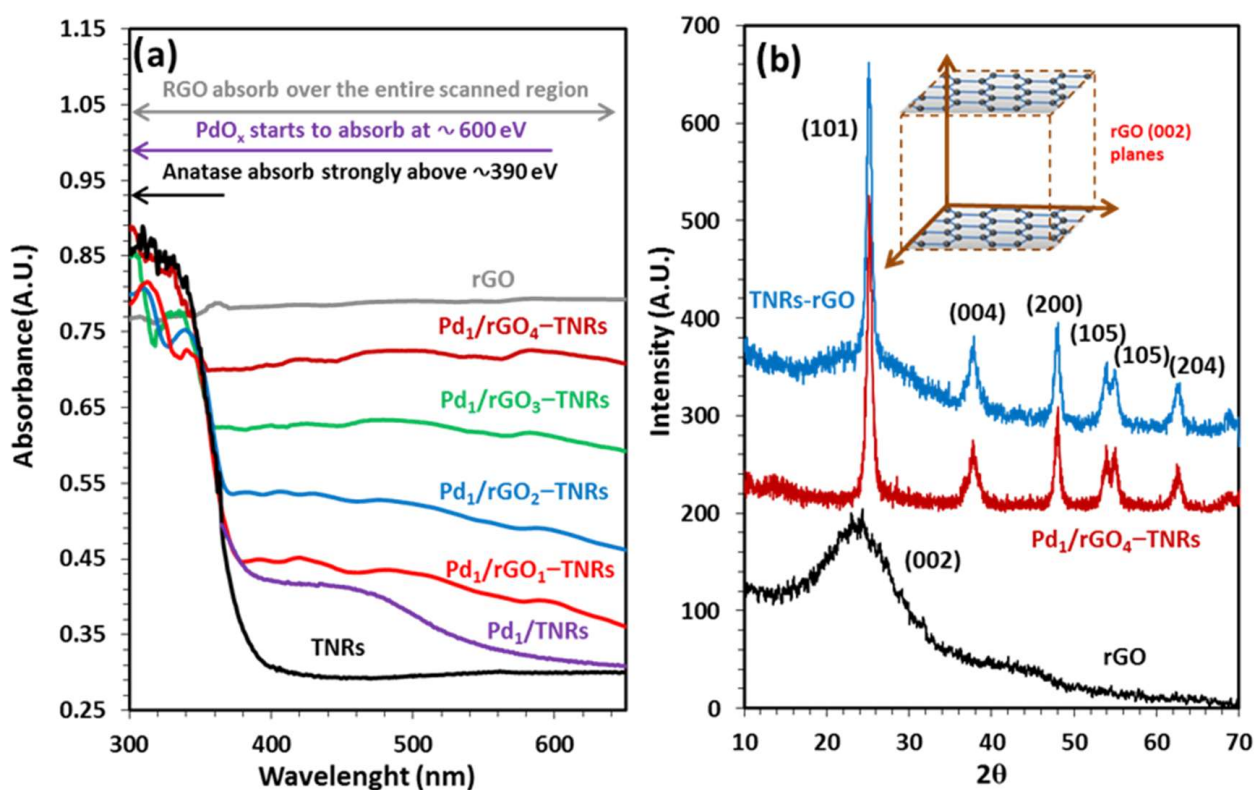 (a)
RGO absorb over the entire scanned region
PdOₓ starts to absorb at ~ 600 eV
Anatase absorb strongly above ~390 eV
rGO
Pd₁/rGO₄–TNRs
Pd₁/rGO₃–TNRs
Pd₁/rGO₂–TNRs
Pd₁/rGO₁–TNRs
Pd₁/TNRs
TNRs
Absorbance(A.U.)
1.15
1.05
0.95
0.85
0.75
0.65
0.55
0.45
0.35
0.25
300
400
500
600
Wavelenght (nm)
(b)
(101)
rGO (002)
planes
TNRs-rGO
(004)
(200)
(105)
(105)
(204)
Pd₁/rGO₄–TNRs
(002)
rGO
Intensity (A.U.)
700
600
500
400
300
200
100
0
10
20
30
40
50
60
70
2θ